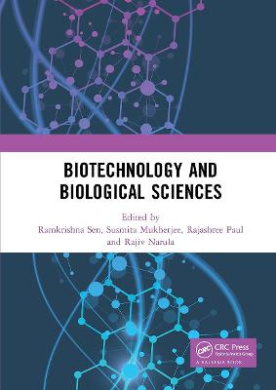 BIOTECHNOLOGY AND
BIOLOGICAL SCIENCES
Edited by
Ramkrishna Sen, Susmita Mukherjee, Rajashree Paul
and Rajiv Narula
CRC
CRC Press
Taylor & Francis Group
A BALKEMA BOOK